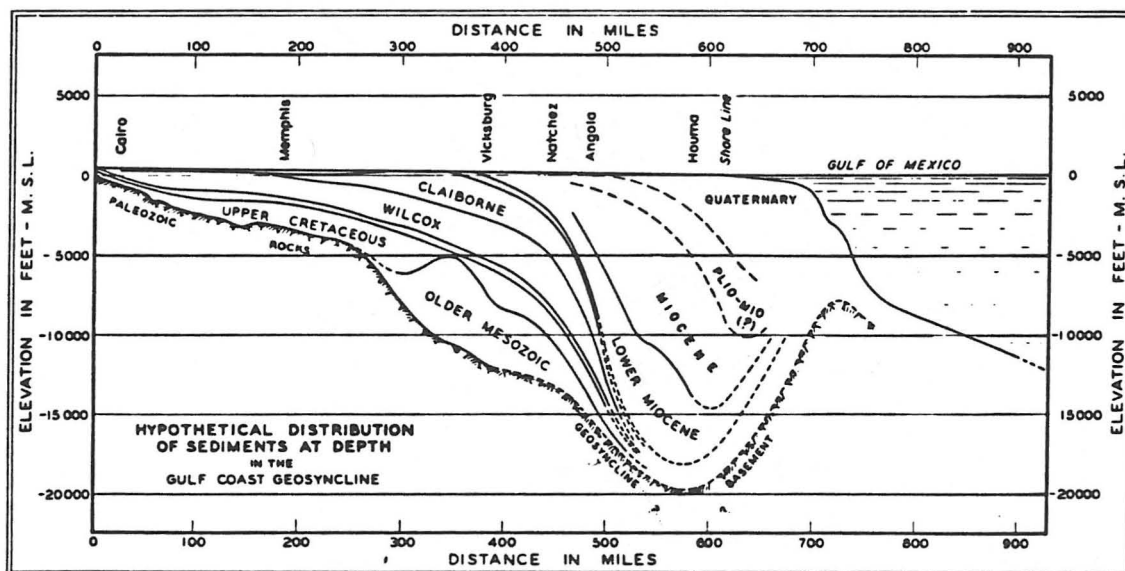 DISTANCE IN MILES
0 100 200 300 400 500 600 700 800 900
5000
0
-5000
-10000
-15000
-20000
ELEVATION IN FEET - M.S.L.
Cairo
Memphis
Vicksburg
Natchez
Angola
Houma
Shore Line
GULF OF MEXICO
PALEOZOIC
ROCKS
UPPER CRETACEOUS
WILCOX
CLAIBORNE
OLDER MESOZOIC
LOWER MIOCENE
MIOCENE
PLIO-MIO
(?)
QUATERNARY
GEOSYNCLINE
BASEMENT
HYPOTHETICAL DISTRIBUTION
OF SEDIMENTS AT DEPTH
IN THE
GULF COAST GEOSYNCLINE
5000
0
-5000
-10000
-15000
-20000
ELEVATION IN FEET - M.S.L.
0 100 200 300 400 500 600 700 800 900
DISTANCE IN MILES